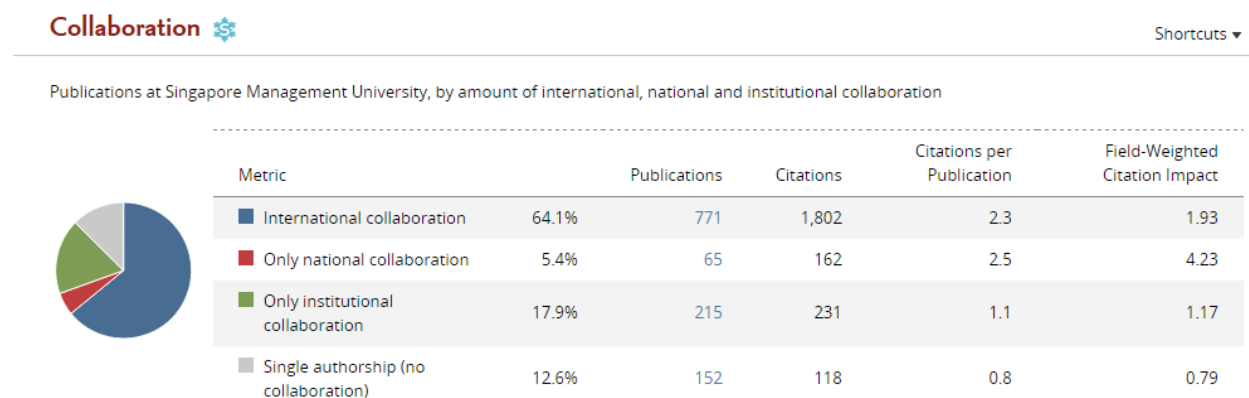 Collaboration S
Shortcuts ▼
Publications at Singapore Management University, by amount of international, national and institutional collaboration
Citations per Field-Weighted
Metric Publications Citations Publication Citation Impact
International collaboration 64.1% 771 1,802 2.3 1.93
Only national collaboration 5.4% 65 162 2.5 4.23
Only institutional
collaboration 17.9% 215 231 1.1 1.17
Single authorship (no
collaboration) 12.6% 152 118 0.8 0.79